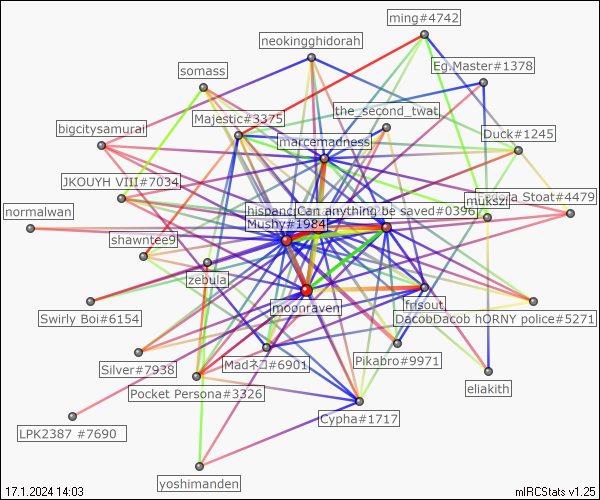 ming#4742
neokingghidorah
Eg.Master#1378
somass
the_second_twat
Majestic#3375
bigcitysamurai
Duck#1245
marcemadness
JKOUYH VIII#7034
Stoat#4479
mukszi
normalwan
Can anything be saved#0396
Mushy#1984
shawntee9
zebula
frisout
moonraven
Swirly Boi#6154
DacobDacob hORNY police#5271
Madネコ#6901
Pikabro#9971
Silver#7938
eliakith
Pocket Persona#3326
Cypha#1717
LPK2387 #7690
yoshimanden
17.1.2024 14:03
mIRCStats v1.25